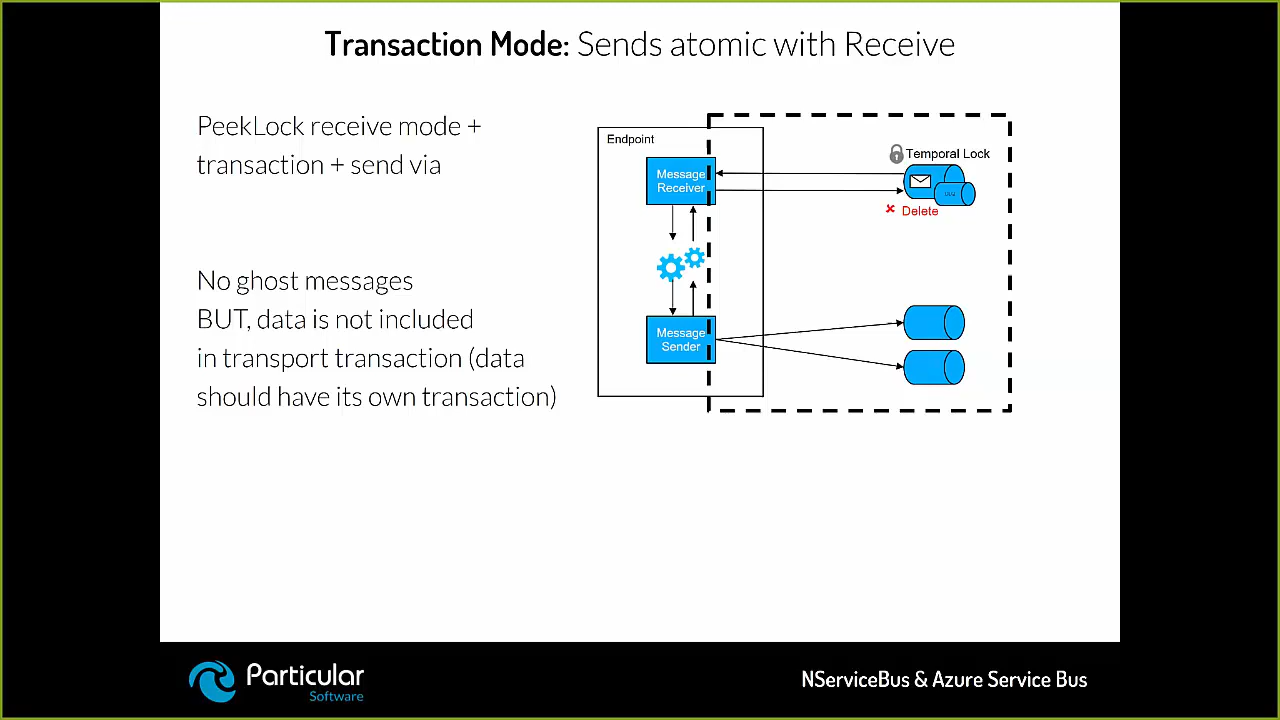 Transaction Mode: Sends atomic with Receive
PeekLock receive mode +
transaction + send via
No ghost messages
BUT, data is not included
in transport transaction (data
should have its own transaction)
Endpoint
Message
Receiver
Temporal Lock
Delete
Message
Sender
Particular
Software
NServiceBus & Azure Service Bus